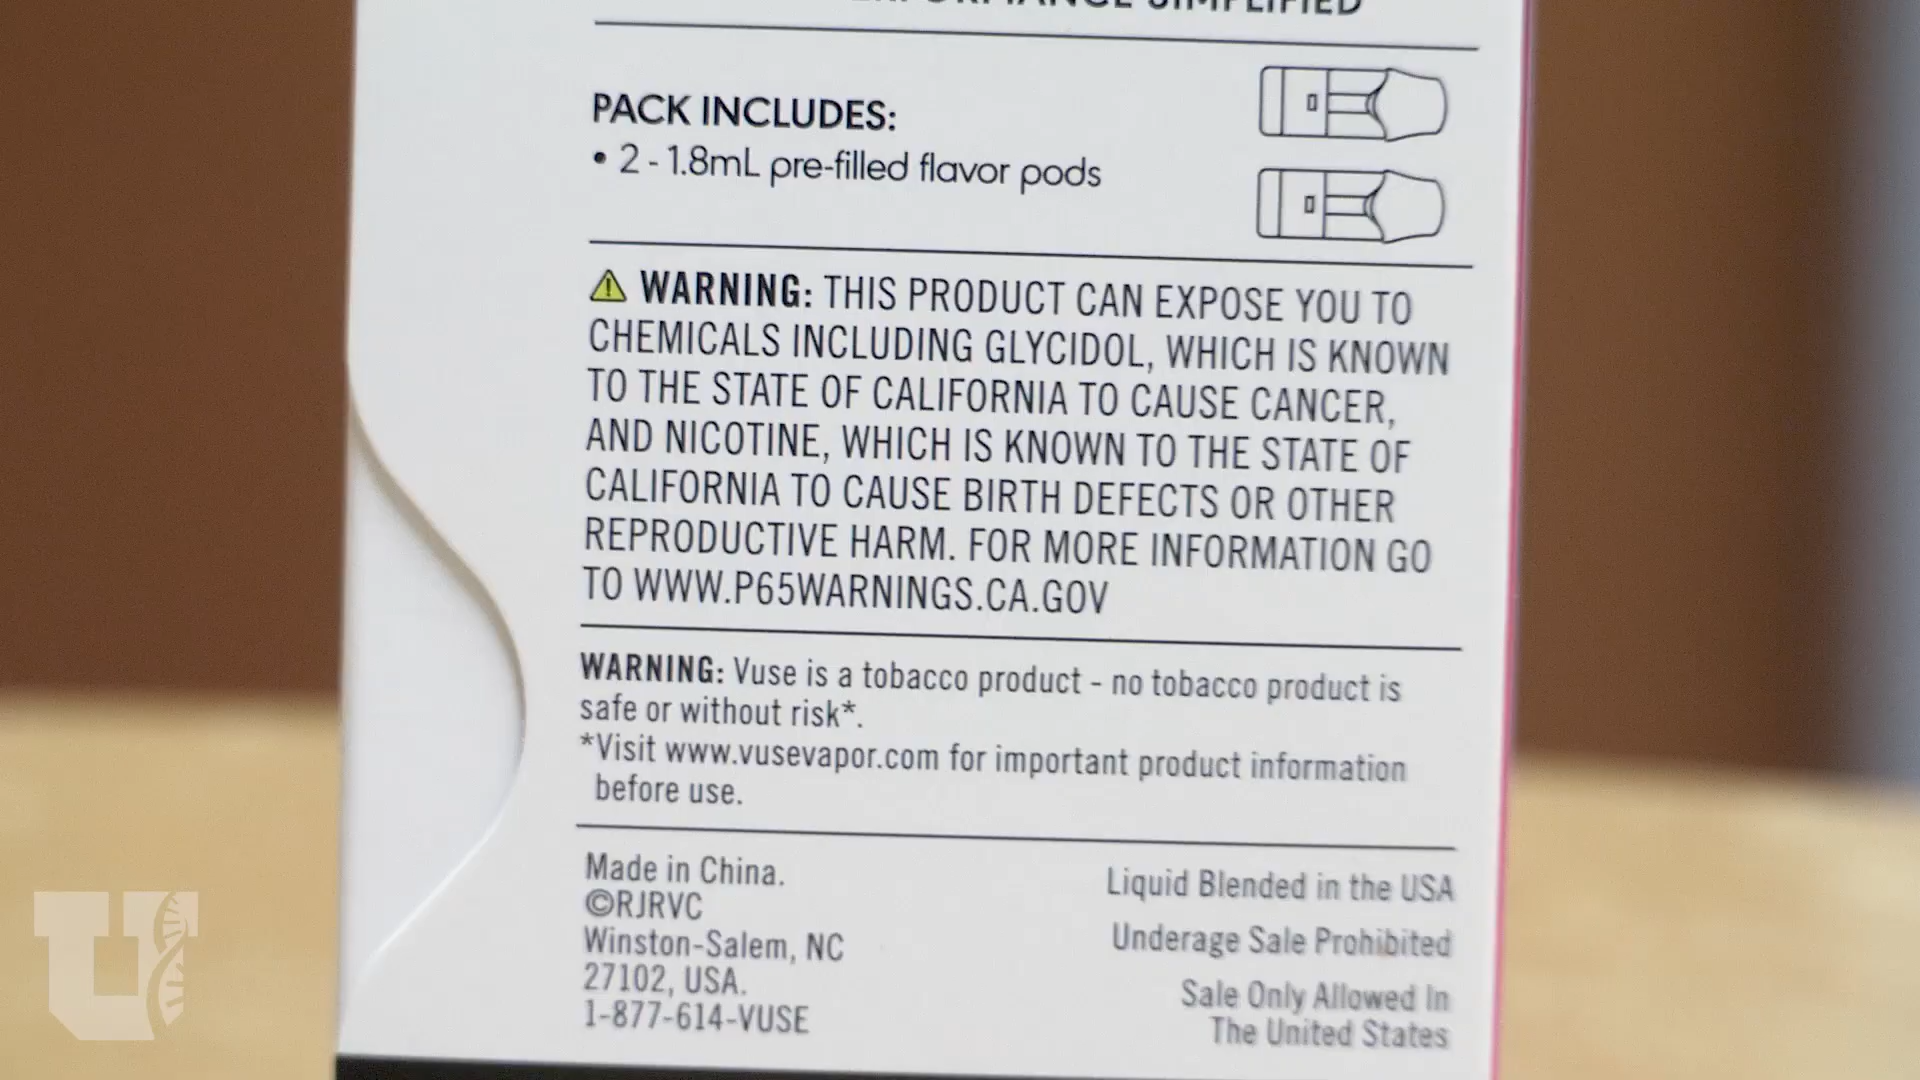 SIMPLIFIED
PACK INCLUDES:
• 2 - 1.8mL pre-filled flavor pods
WARNING: THIS PRODUCT CAN EXPOSE YOU TO
CHEMICALS INCLUDING GLYCIDOL, WHICH IS KNOWN
TO THE STATE OF CALIFORNIA TO CAUSE CANCER,
AND NICOTINE, WHICH IS KNOWN TO THE STATE OF
CALIFORNIA TO CAUSE BIRTH DEFECTS OR OTHER
REPRODUCTIVE HARM. FOR MORE INFORMATION GO
TO WWW.P65WARNINGS.CA.GOV
WARNING: Vuse is a tobacco product - no tobacco product is
safe or without risk*.
*Visit www.vusevapor.com for important product information
before use.
Made in China.
©RJRVC
Winston-Salem, NC
27102, USA.
1-877-614-VUSE
Liquid Blended in the USA
Underage Sale Prohibited
Sale Only Allowed In
The United States
U